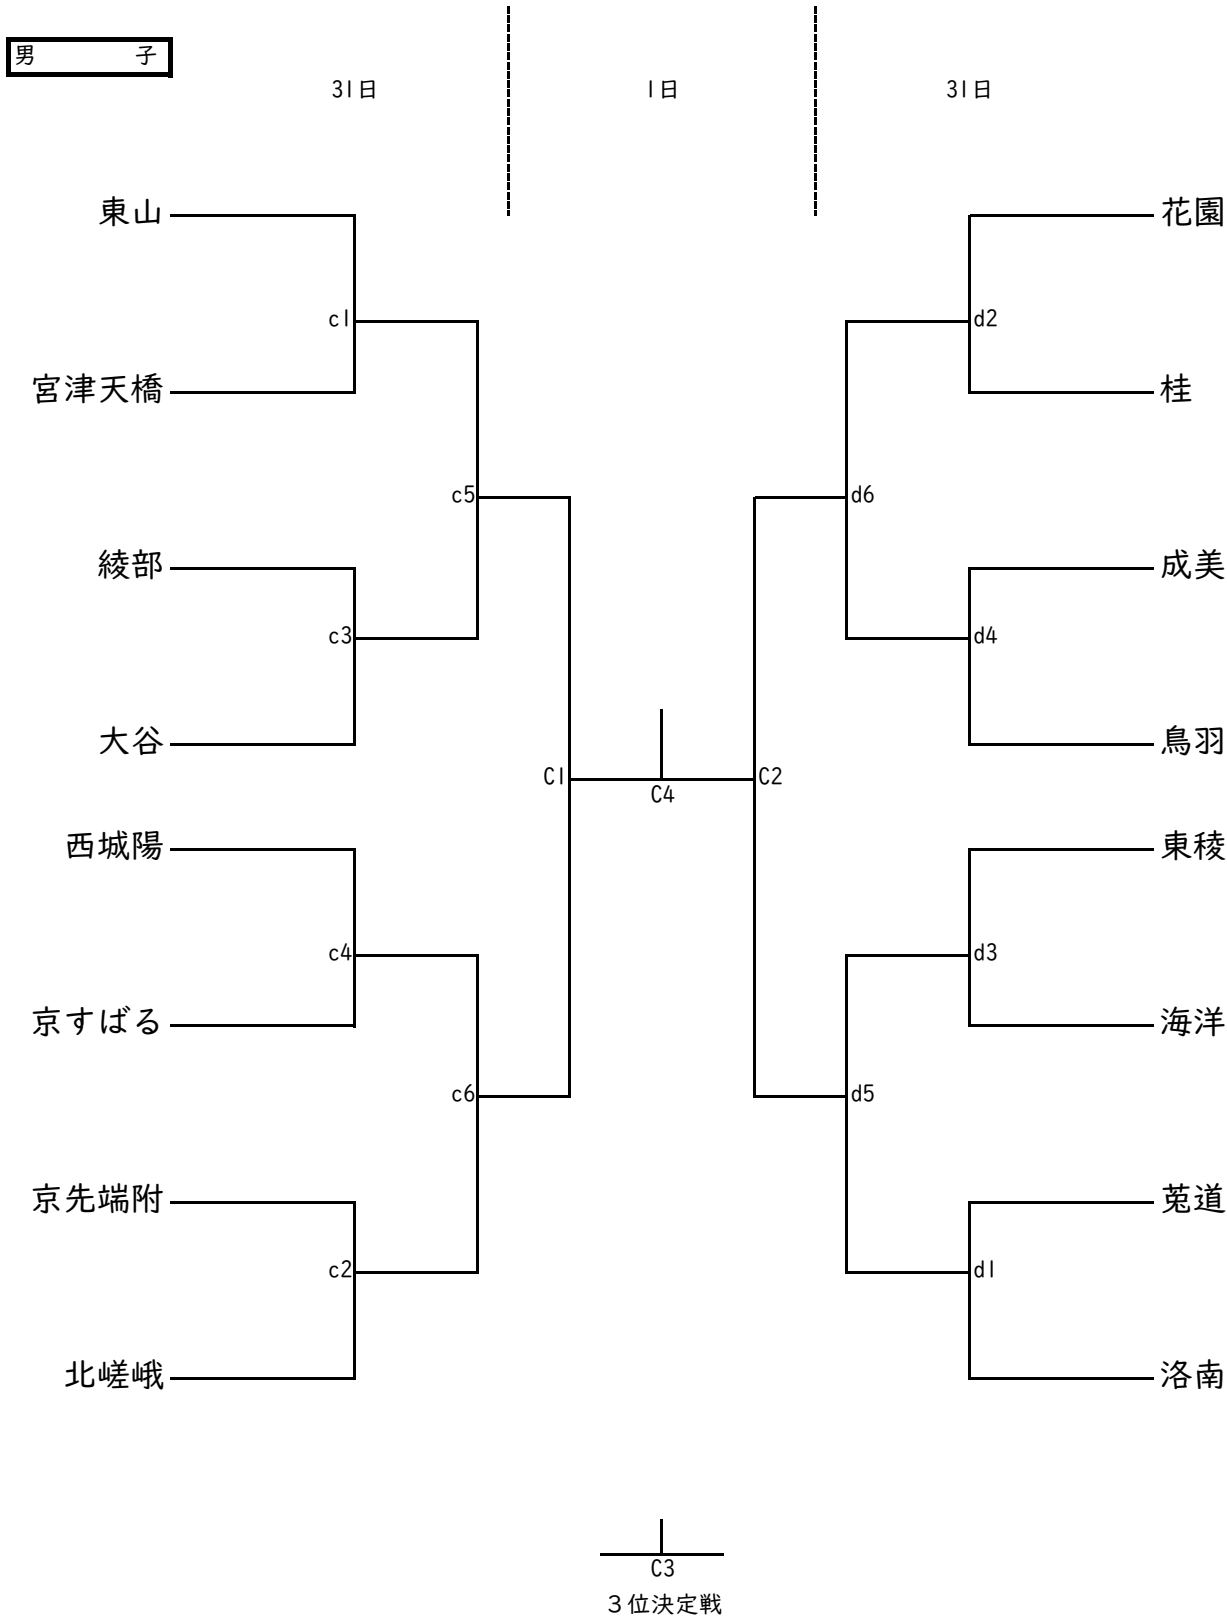 男　子
31日 1日 31日
東山 花園
c1 d2
宮津天橋 桂
c5 d6
綾部 成美
c3 d4
大谷 鳥羽
C1 C2
C4
西城陽 東稜
c4 d3
京すばる 海洋
c6 d5
京先端附 莵道
c2 d1
北嵯峨 洛南
C3
３位決定戦